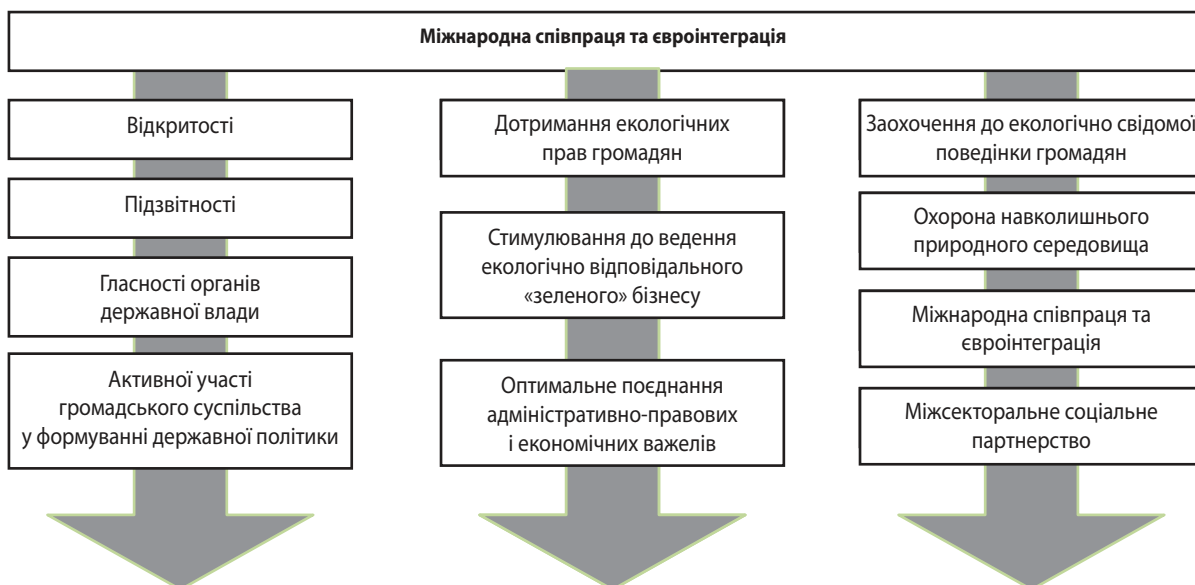 Міжнародна співпраця та євроінтеграція
Відкритості
Підзвітності
Гласності органів
державної влади
Активної участі
громадського суспільства
у формуванні державної політики
Дотримання екологічних
прав громадян
Стимулювання до ведення
екологічно відповідального
«зеленого» бізнесу
Оптимальне поєднання
адміністративно-правових
і економічних важелів
Заохочення до екологічно свідомої
поведінки громадян
Охорона навколишнього
природного середовища
Міжнародна співпраця та
євроінтеграція
Міжсекторальне соціальне
партнерство